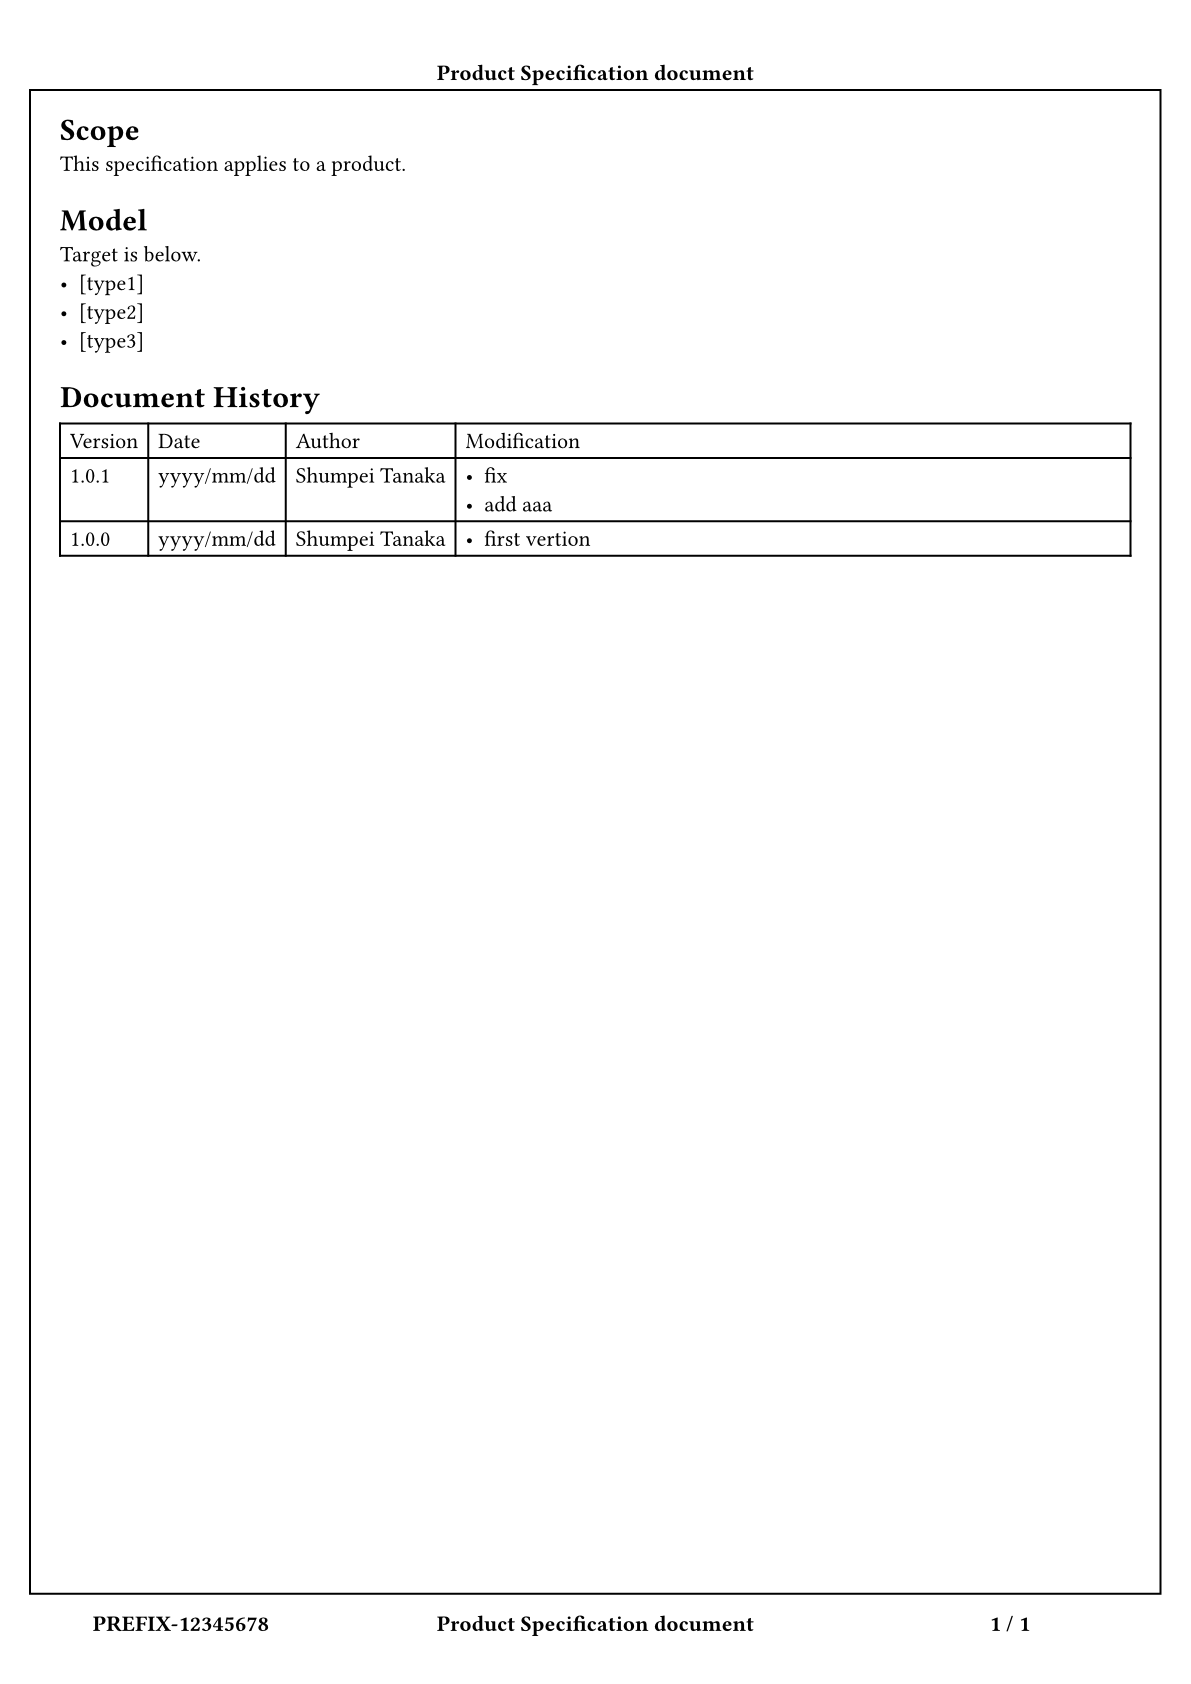 Product Specification document
Scope
This specification applies to a product.
Model
Target is below.
• [type1]
• [type2]
• [type3]
Document History
Version Date Author Modification
1.0.1 yyyy/mm/dd Shumpei Tanaka • fix
• add aaa
1.0.0 yyyy/mm/dd Shumpei Tanaka • first vertion
PREFIX-12345678 Product Specification document 1 / 1